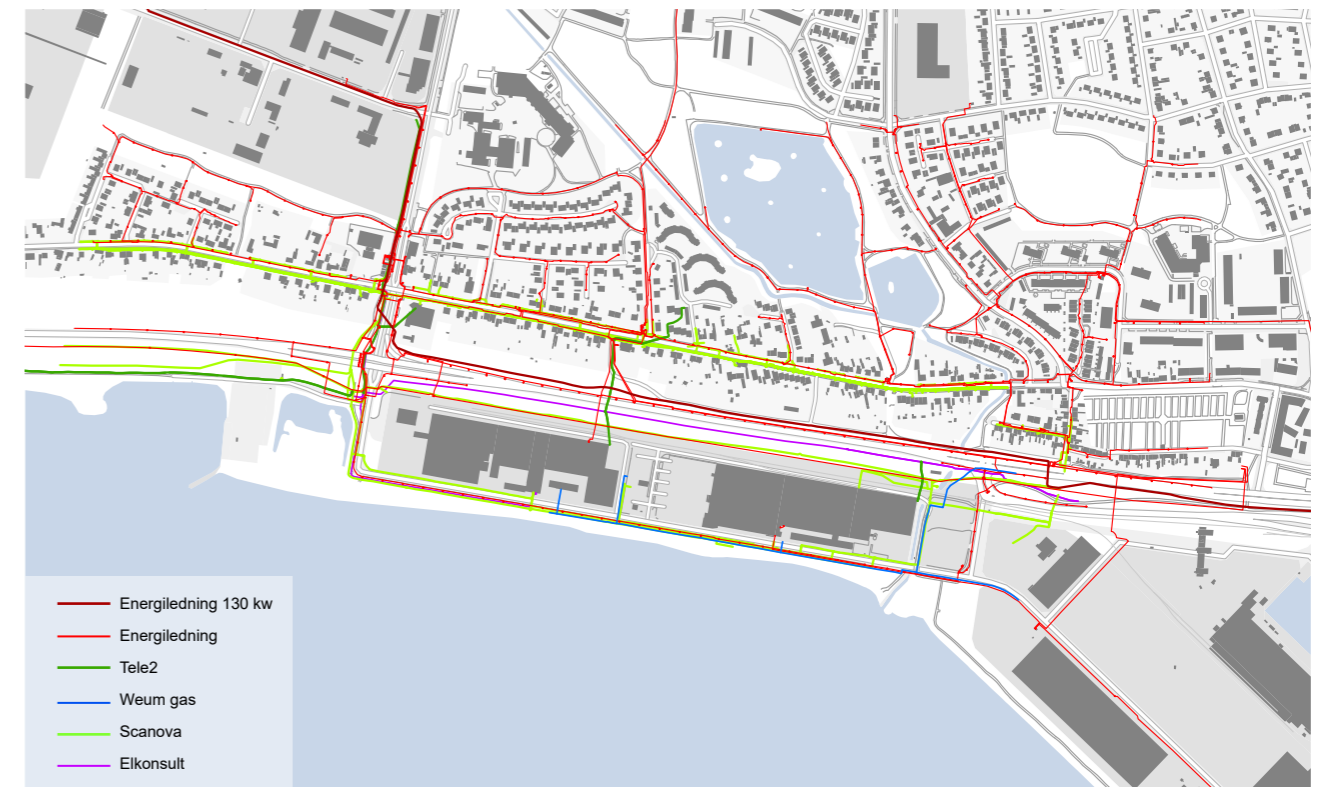 Energiledning 130 kw
Energiledning
Tele2
Weum gas
Scanova
Elkonsult